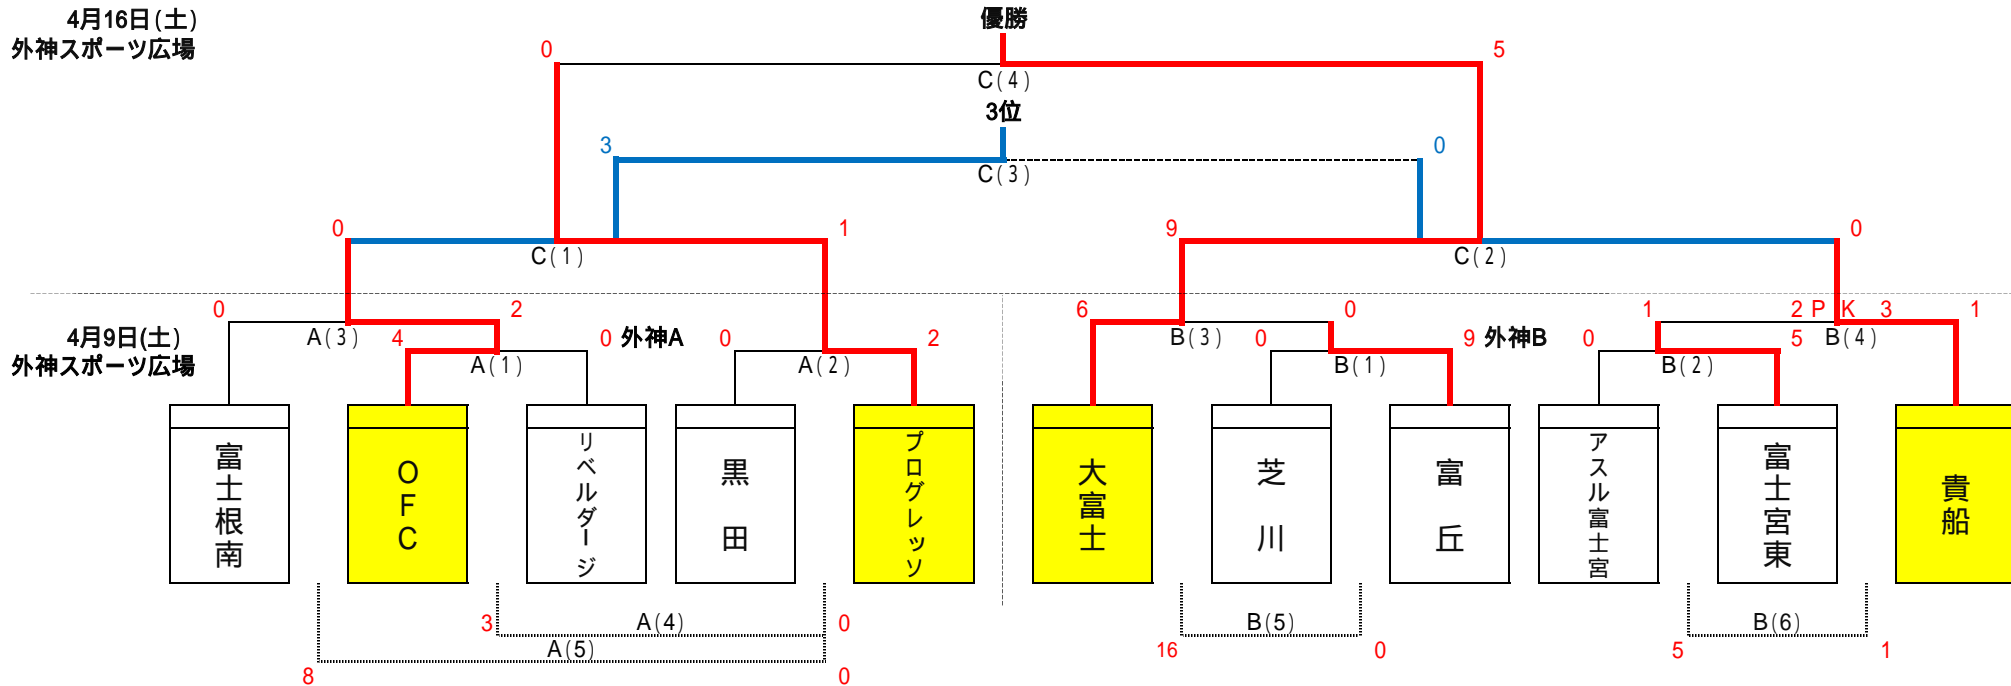 4月16日(土)
外神スポーツ広場
優勝
0
5
C(4)
3位
3
0
C(3)
0
1
9
0
C(1)
C(2)
0
2
6
0
1
2 P K 3
1
4月9日(土)
外神スポーツ広場
A(3)
4
0
外神A
0
2
B(3)
0
9
外神B
0
5
B(4)
A(1)
A(2)
B(1)
B(2)
富士根南
OFC
リベルダージ
黒田
プログレッソ
大富士
芝川
富丘
アスル富士宮
富士宮東
貴船
3
A(4)
0
B(5)
B(6)
A(5)
16
0
5
1
8
0